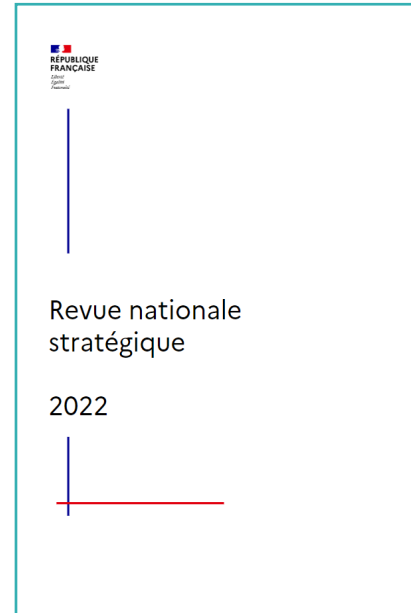 RÉPUBLIQUE
FRANÇAISE
Liberté
Égalité
Fraternité
Revue nationale
stratégique
2022